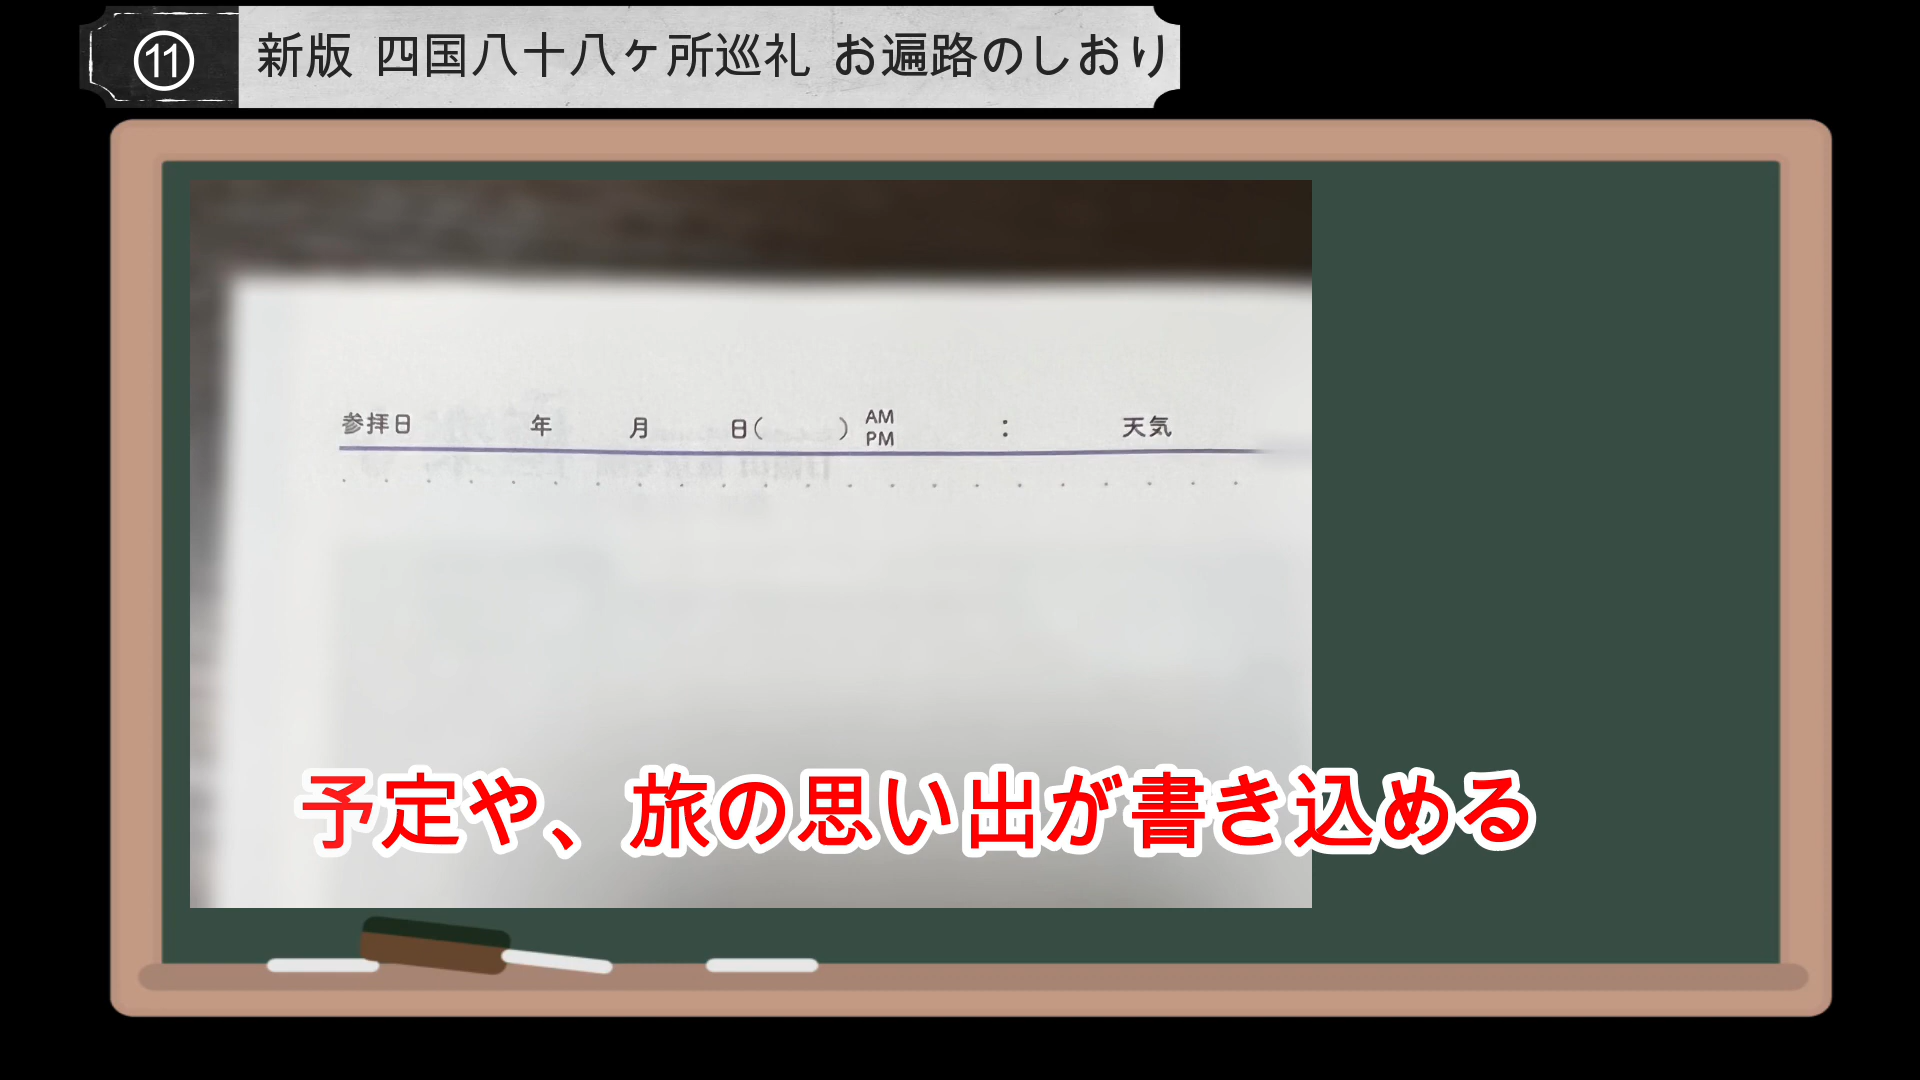 ⑪ 新版 四国八十八ヶ所巡礼 お遍路のしおり
参拝日 年 月 日( ) AM PM : 天気
予定や、旅の思い出が書き込める